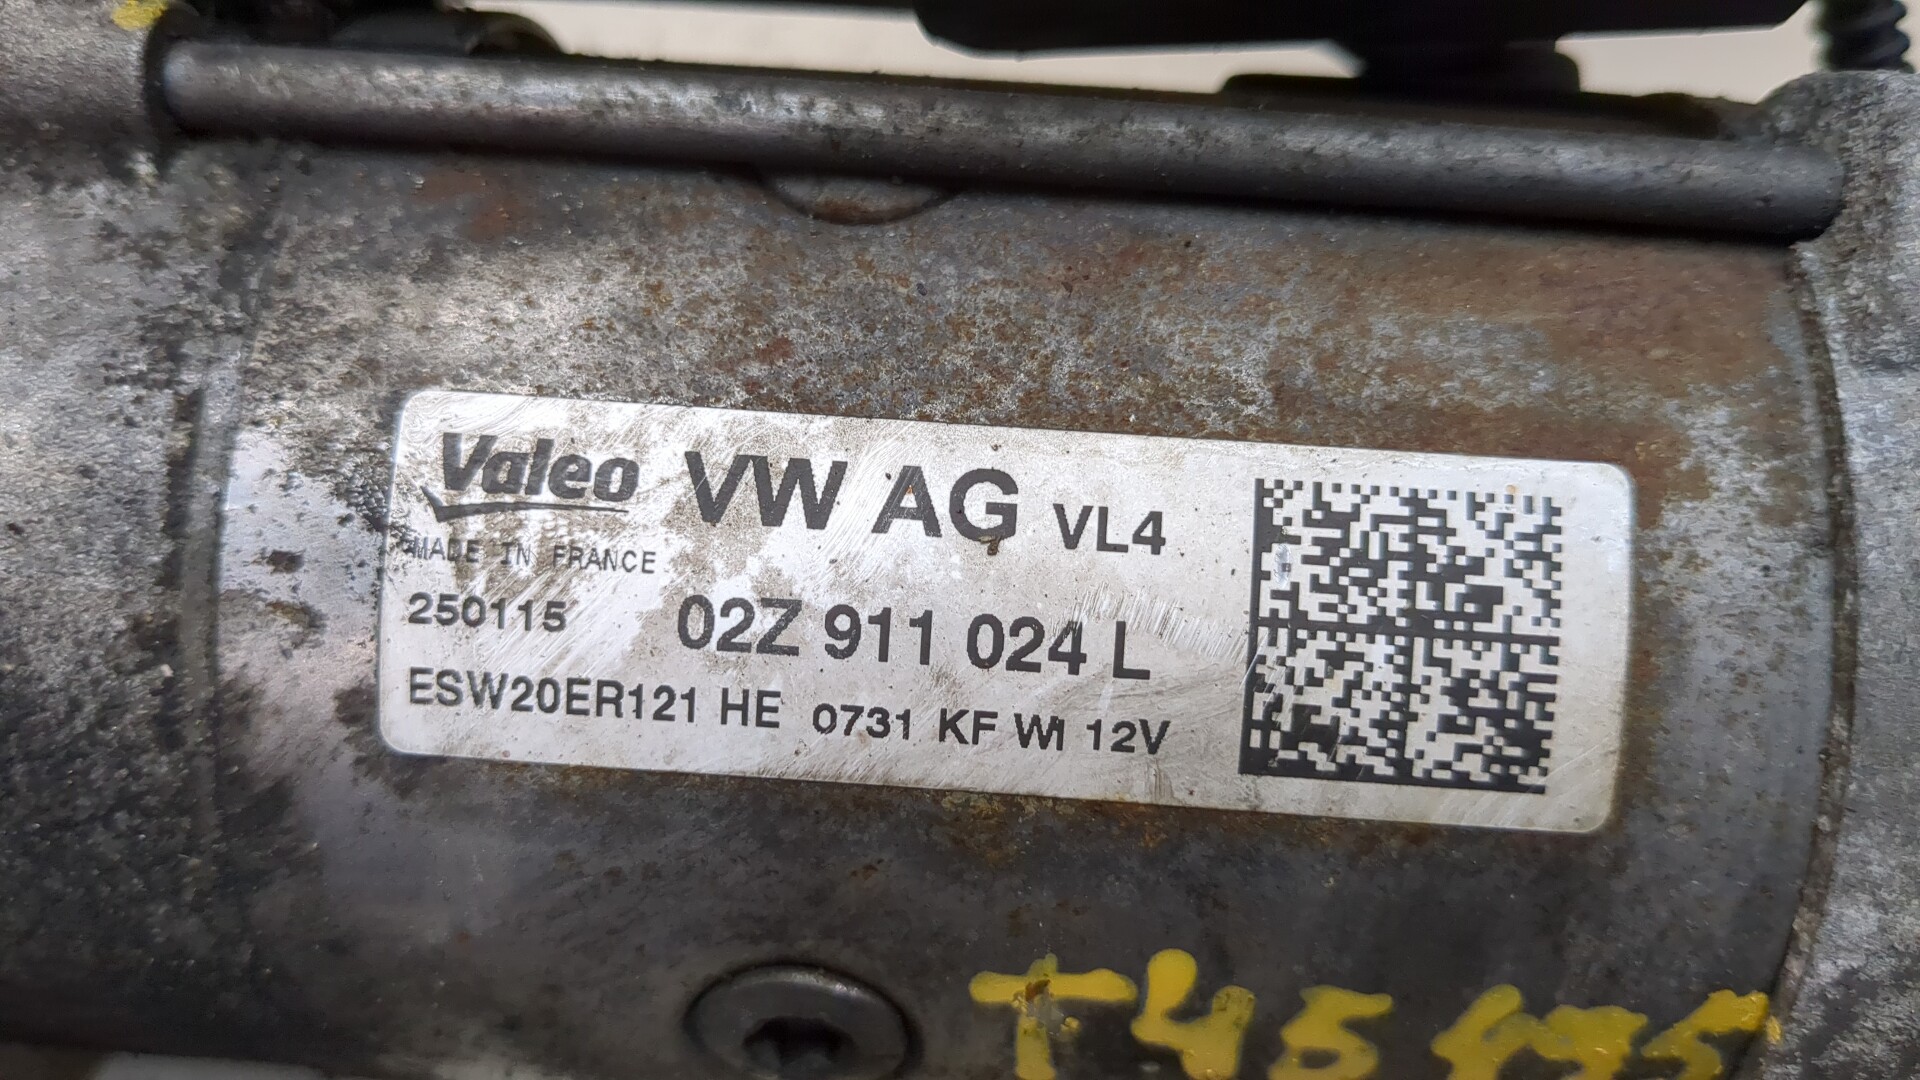 Valeo VW AG VL4
MADE IN FRANCE
250115 02Z 911 024 L
ESW20ER121 HE 0731 KF WI 12V